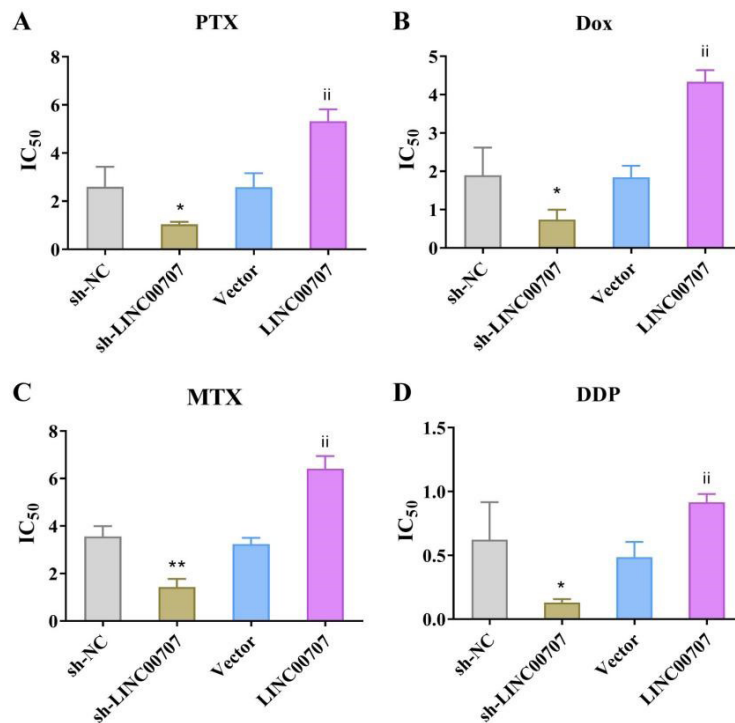 A
PTX
IC50
8
6
4
2
0
*
ii
sh-NC
sh-LINC00707
Vector
LINC00707
B
Dox
IC50
5
4
3
2
1
0
*
ii
sh-NC
sh-LINC00707
Vector
LINC00707
C
MTX
IC50
8
6
4
2
0
**
ii
sh-NC
sh-LINC00707
Vector
LINC00707
D
DDP
IC50
1.5
1.0
0.5
0.0
*
ii
sh-NC
sh-LINC00707
Vector
LINC00707